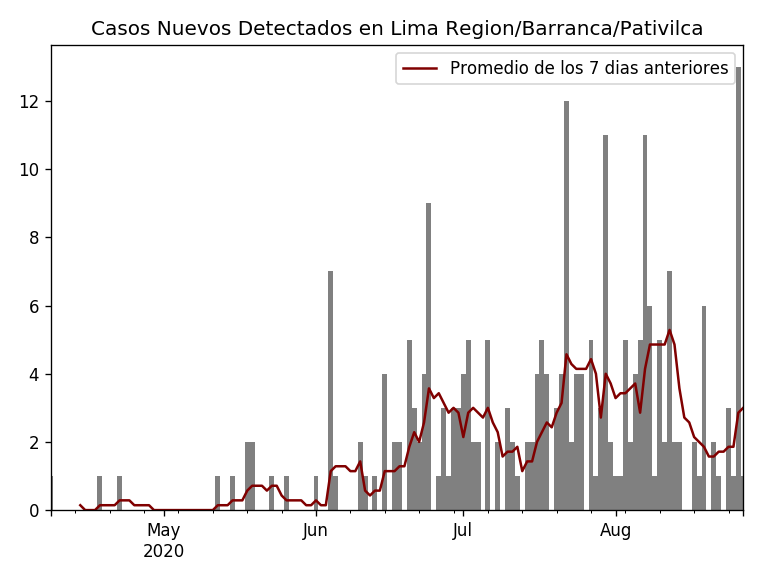 Casos Nuevos Detectados en Lima Region/Barranca/Pativilca
Promedio de los 7 dias anteriores
12
10
8
6
4
2
0
May
2020
Jun
Jul
Aug